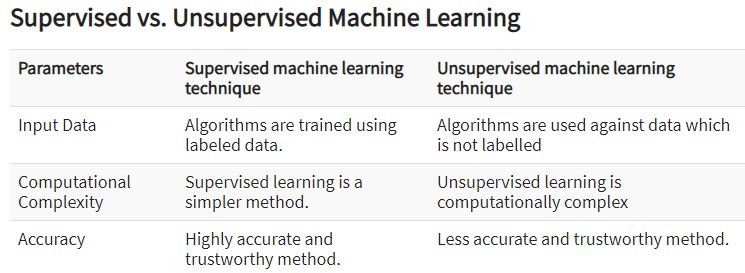 Supervised vs. Unsupervised Machine Learning
Parameters
Supervised machine learning
technique
Unsupervised machine learning
technique
Input Data
Algorithms are trained using
labeled data.
Algorithms are used against data which
is not labelled
Computational
Complexity
Supervised learning is a
simpler method.
Unsupervised learning is
computationally complex
Accuracy
Highly accurate and
trustworthy method.
Less accurate and trustworthy method.